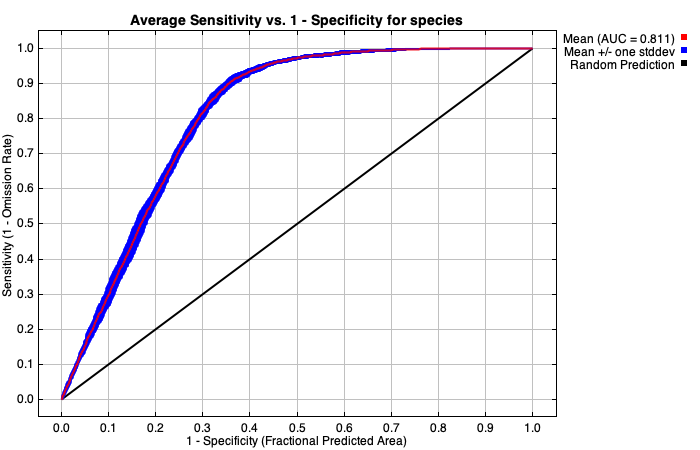 Average Sensitivity vs. 1 - Specificity for species
Mean (AUC = 0.811)
Mean +/- one stddev
Random Prediction
Sensitivity (1 - Omission Rate)
1.0
0.9
0.8
0.7
0.6
0.5
0.4
0.3
0.2
0.1
0.0
0.0 0.1 0.2 0.3 0.4 0.5 0.6 0.7 0.8 0.9 1.0
1 - Specificity (Fractional Predicted Area)